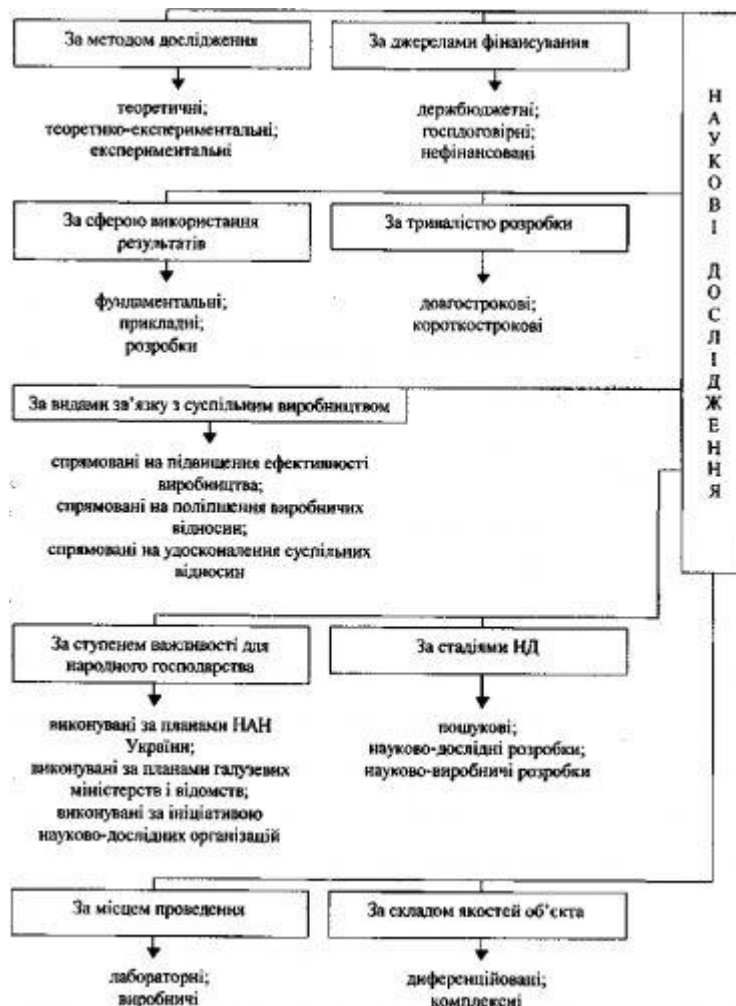 За методом дослідження
теоретичні;
теоретико-експериментальні;
експериментальні
За джерелами фінансування
держбюджетні;
госплоговірні;
нефінансовані
НАУКОВІ ДОСЛІДЖЕННЯ
За сферою використання
результатів
фундаментальні;
прикладні;
розробки
За тривалістю розробки
довгострокові;
короткострокові
За видами зв’язку з суспільним виробництвом
спрямовані на підвищення ефективності
виробництва;
спрямовані на поліпшення виробничих
відносин;
спрямовані на удосконалення суспільних
відносин
За ступенем важливості для
народного господарства
виконувані за планами НАН
України;
виконувані за планами галузевих
міністерств і відомств;
виконувані за ініціативою
науково-дослідних організацій
За стадіями НД
пошукові;
науково-дослідні розробки;
науково-виробничі розробки
За місцем проведення
лабораторні;
виробничі
За складом якостей об’єкта
диференційовані;
комплексні